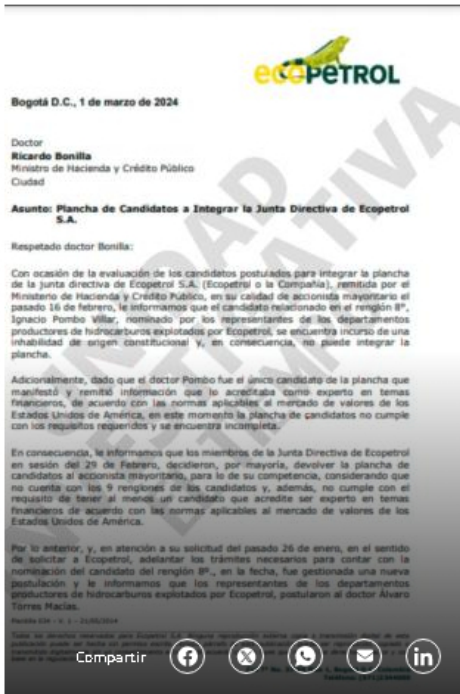 ecoPETROL
Bogotá D.C., 1 de marzo de 2024
Doctor
Ricardo Bonilla
Ministro de Hacienda y Crédito Público
Ciudad
Asunto: Plancha de Candidatos a Integrar la Junta Directiva de Ecopetrol
S.A.
Respetado doctor Bonilla:
Con ocasión de la evaluación de los candidatos postulados para integrar la plancha
de la junta directiva de Ecopetrol S.A. (Ecopetrol o la Compañía), remitida por el
Ministerio de Hacienda y Crédito Público, en su calidad de accionista mayoritario el
pasado 16 de febrero, le informamos que el candidato relacionado en el renglón 8°,
Ignacio Pombo Villar, nominado por los representantes de los departamentos
productores de hidrocarburos explotados por Ecopetrol, se encuentra incurso de una
inhabilidad de origen constitucional y, en consecuencia, no puede integrar la
plancha.
Adicionalmente, dado que el doctor Pombo fue el único candidato de la plancha que
manifestó y remitió información que lo acreditaba como experto en temas
financieros, de acuerdo con las normas aplicables al mercado de valores de los
Estados Unidos de América, en este momento la plancha de candidatos no cumple
con los requisitos requeridos y se encuentra incompleta.
En consecuencia, le informamos que los miembros de la Junta Directiva de Ecopetrol
en sesión del 29 de Febrero, decidieron, por mayoría, devolver la plancha de
candidatos al accionista mayoritario, para lo de su competencia, considerando que
no cuenta con los 9 renglones de los candidatos y, además, no cumple con el
requisito de tener al menos un candidato que acredite ser experto en temas
financieros de acuerdo con las normas aplicables al mercado de valores de los
Estados Unidos de América.
Por lo anterior, y, en atención a su solicitud del pasado 26 de enero, en el sentido
de solicitar a Ecopetrol, adelantar los trámites necesarios para contar con la
nominación del candidato del renglón 8°., en la fecha, fue gestionada una nueva
postulación y le informamos que los representantes de los departamentos
productores de hidrocarburos explotados por Ecopetrol, postularon al doctor Álvaro
Torres Macías.
Compartir